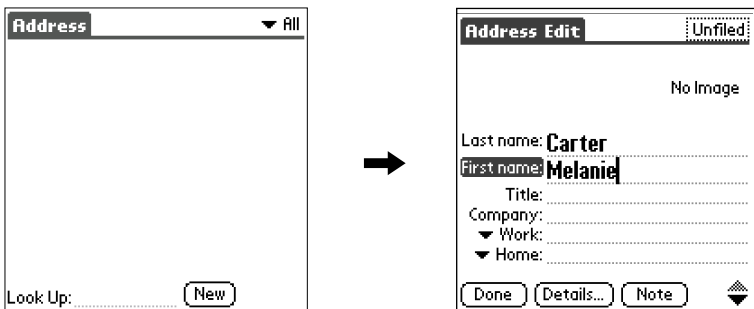 Address
All
Look Up:
New
Address Edit
Unfiled
No Image
Last name: Carter
First name: Melanie
Title:
Company:
Work:
Home:
Done Details... Note